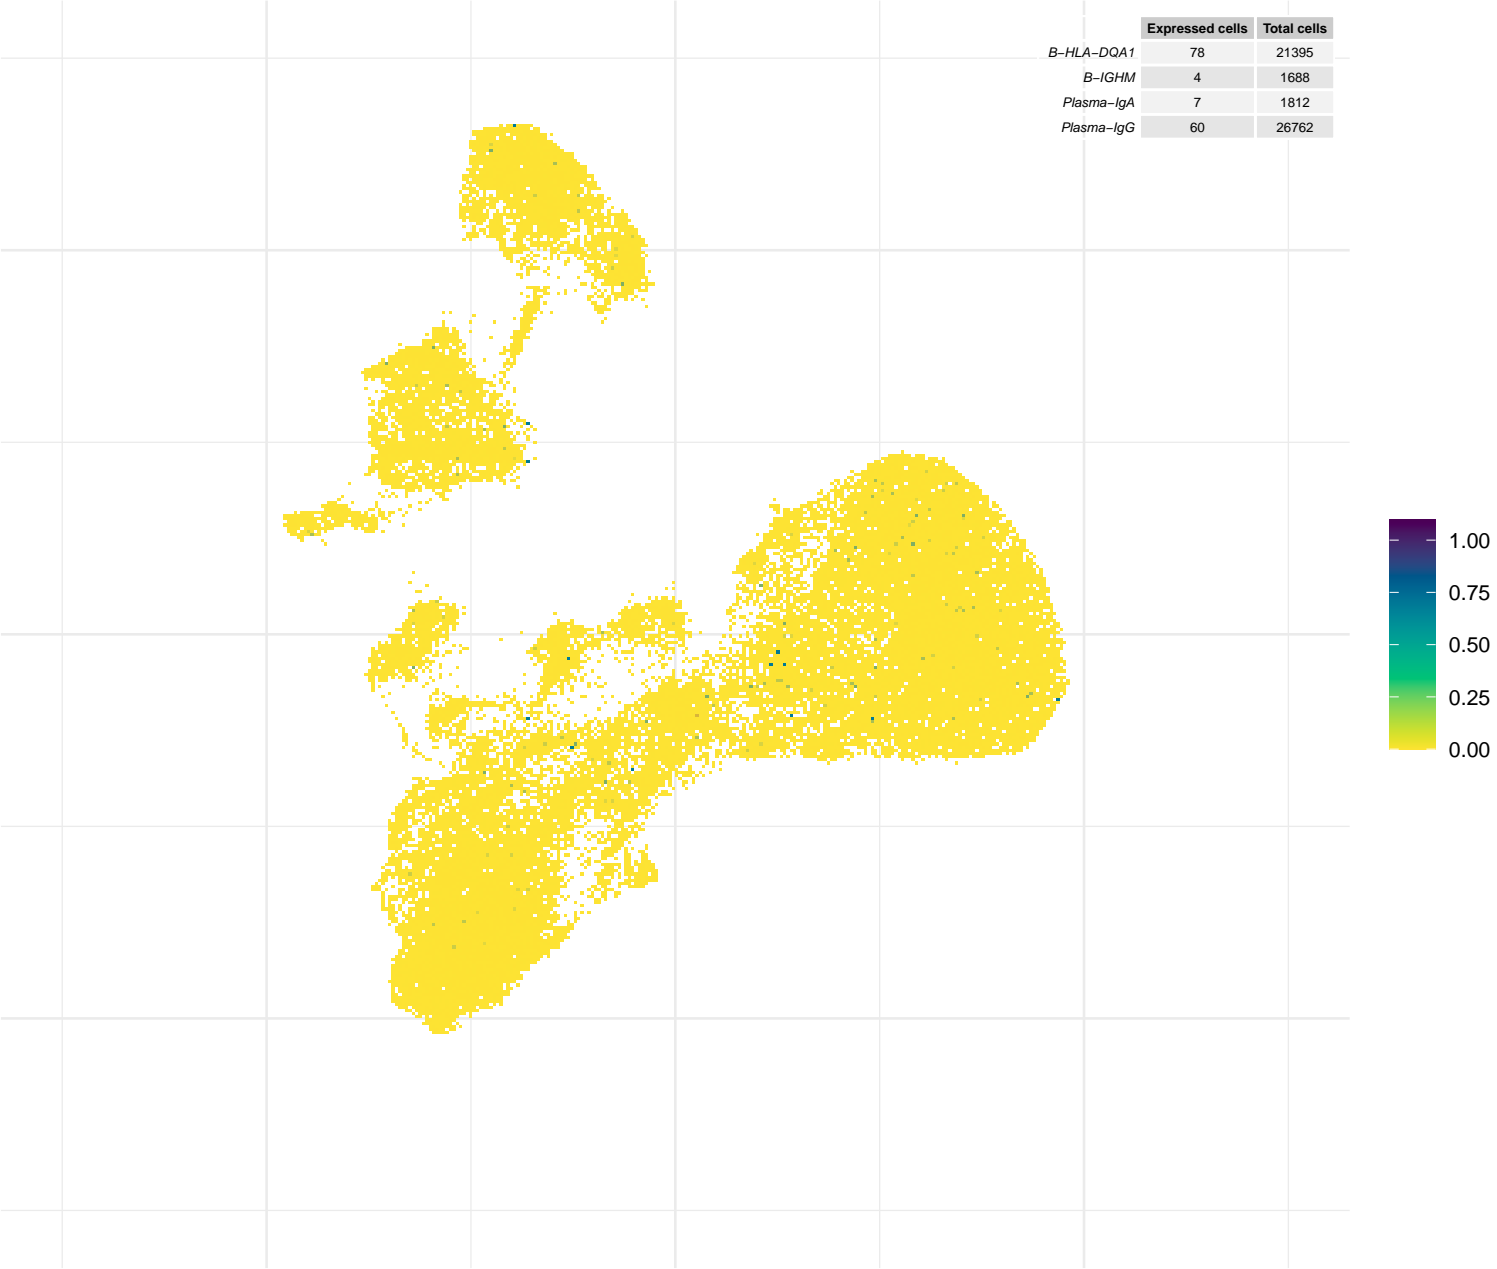 Expressed cells Total cells
B−HLA−DQA1 78 21395
B−IGHM 4 1688
Plasma−IgA 7 1812
Plasma−IgG 60 26762
1.00
0.75
0.50
0.25
0.00